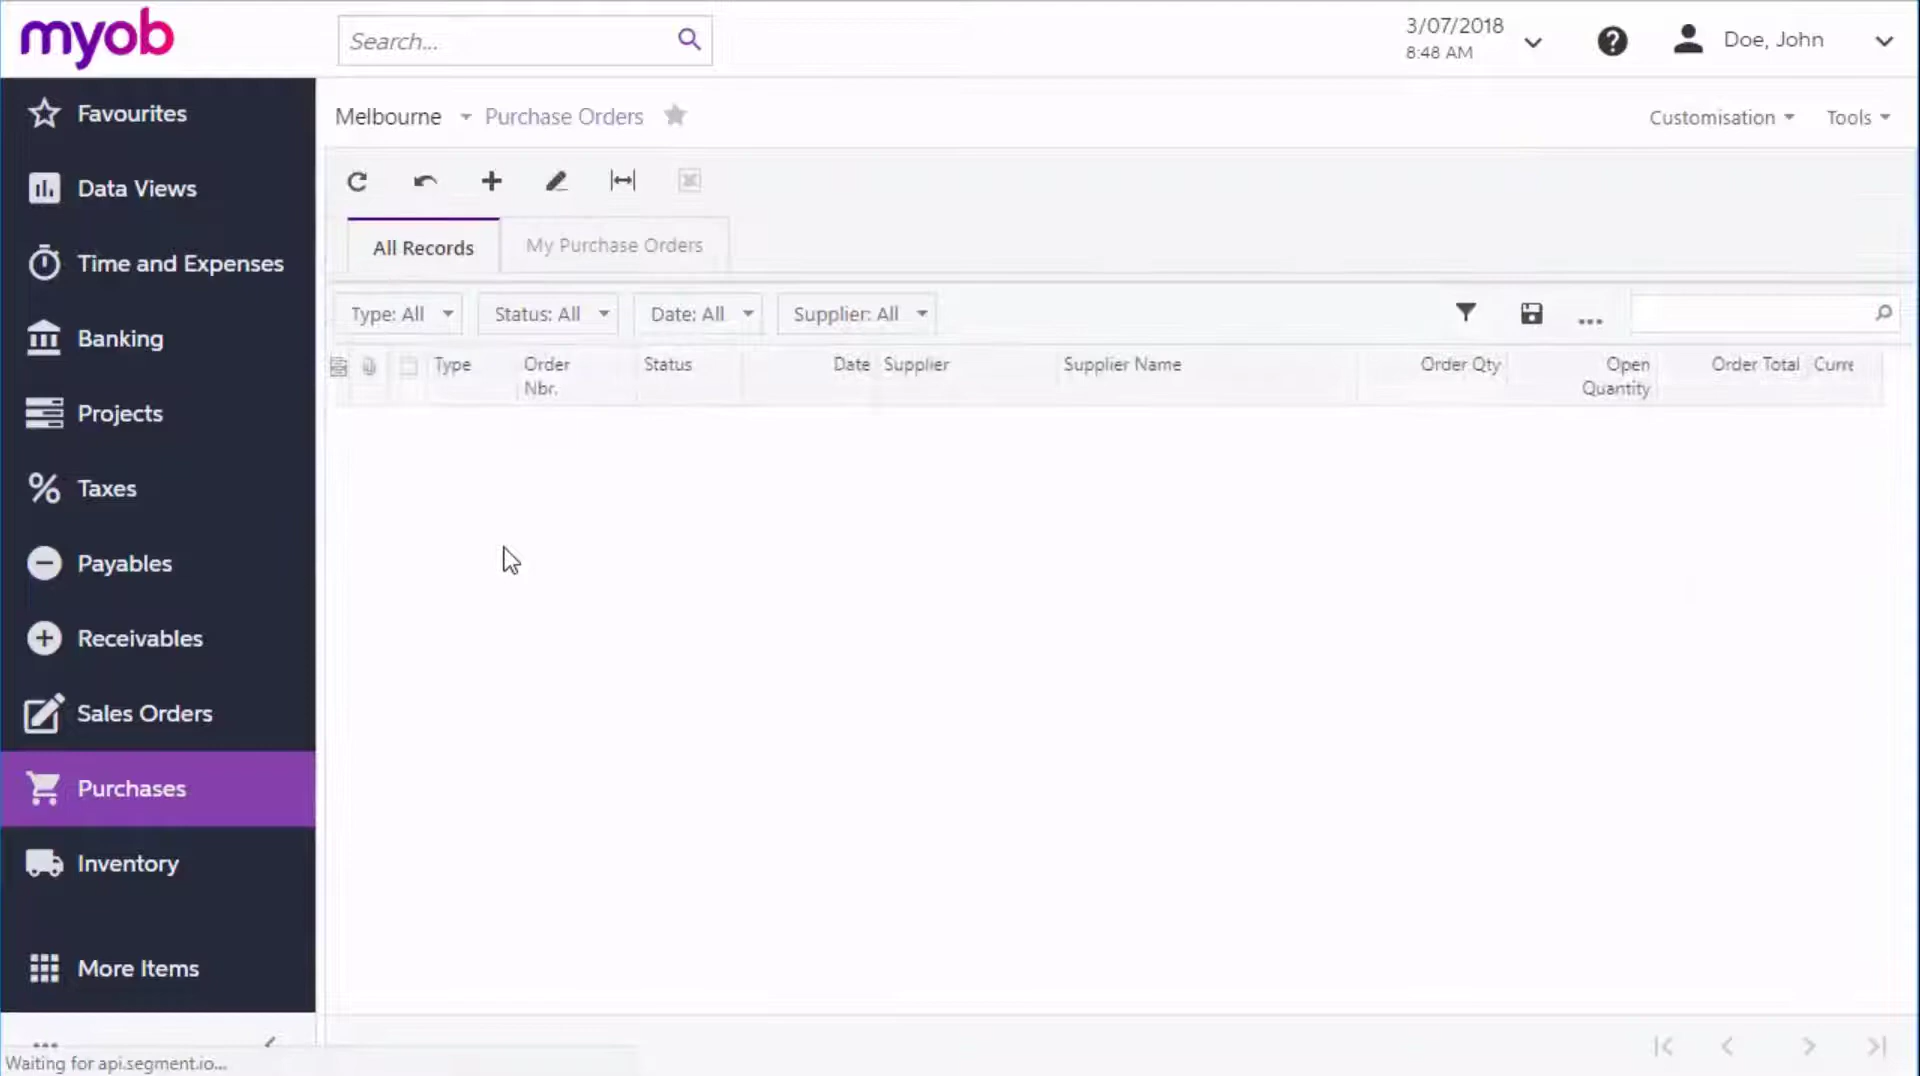 myob
Search...
3/07/2018
8:48 AM
Doe, John
Favourites
Data Views
Time and Expenses
Banking
Projects
Taxes
Payables
Receivables
Sales Orders
Purchases
Inventory
More Items
Melbourne
Purchase Orders
Customisation
Tools
All Records
My Purchase Orders
Type: All
Status: All
Date: All
Supplier: All
...
Type
Order
Nbr.
Status
Date
Supplier
Supplier Name
Order Qty
Open
Quantity
Order Total
Curre
Waiting for api.segment.io...